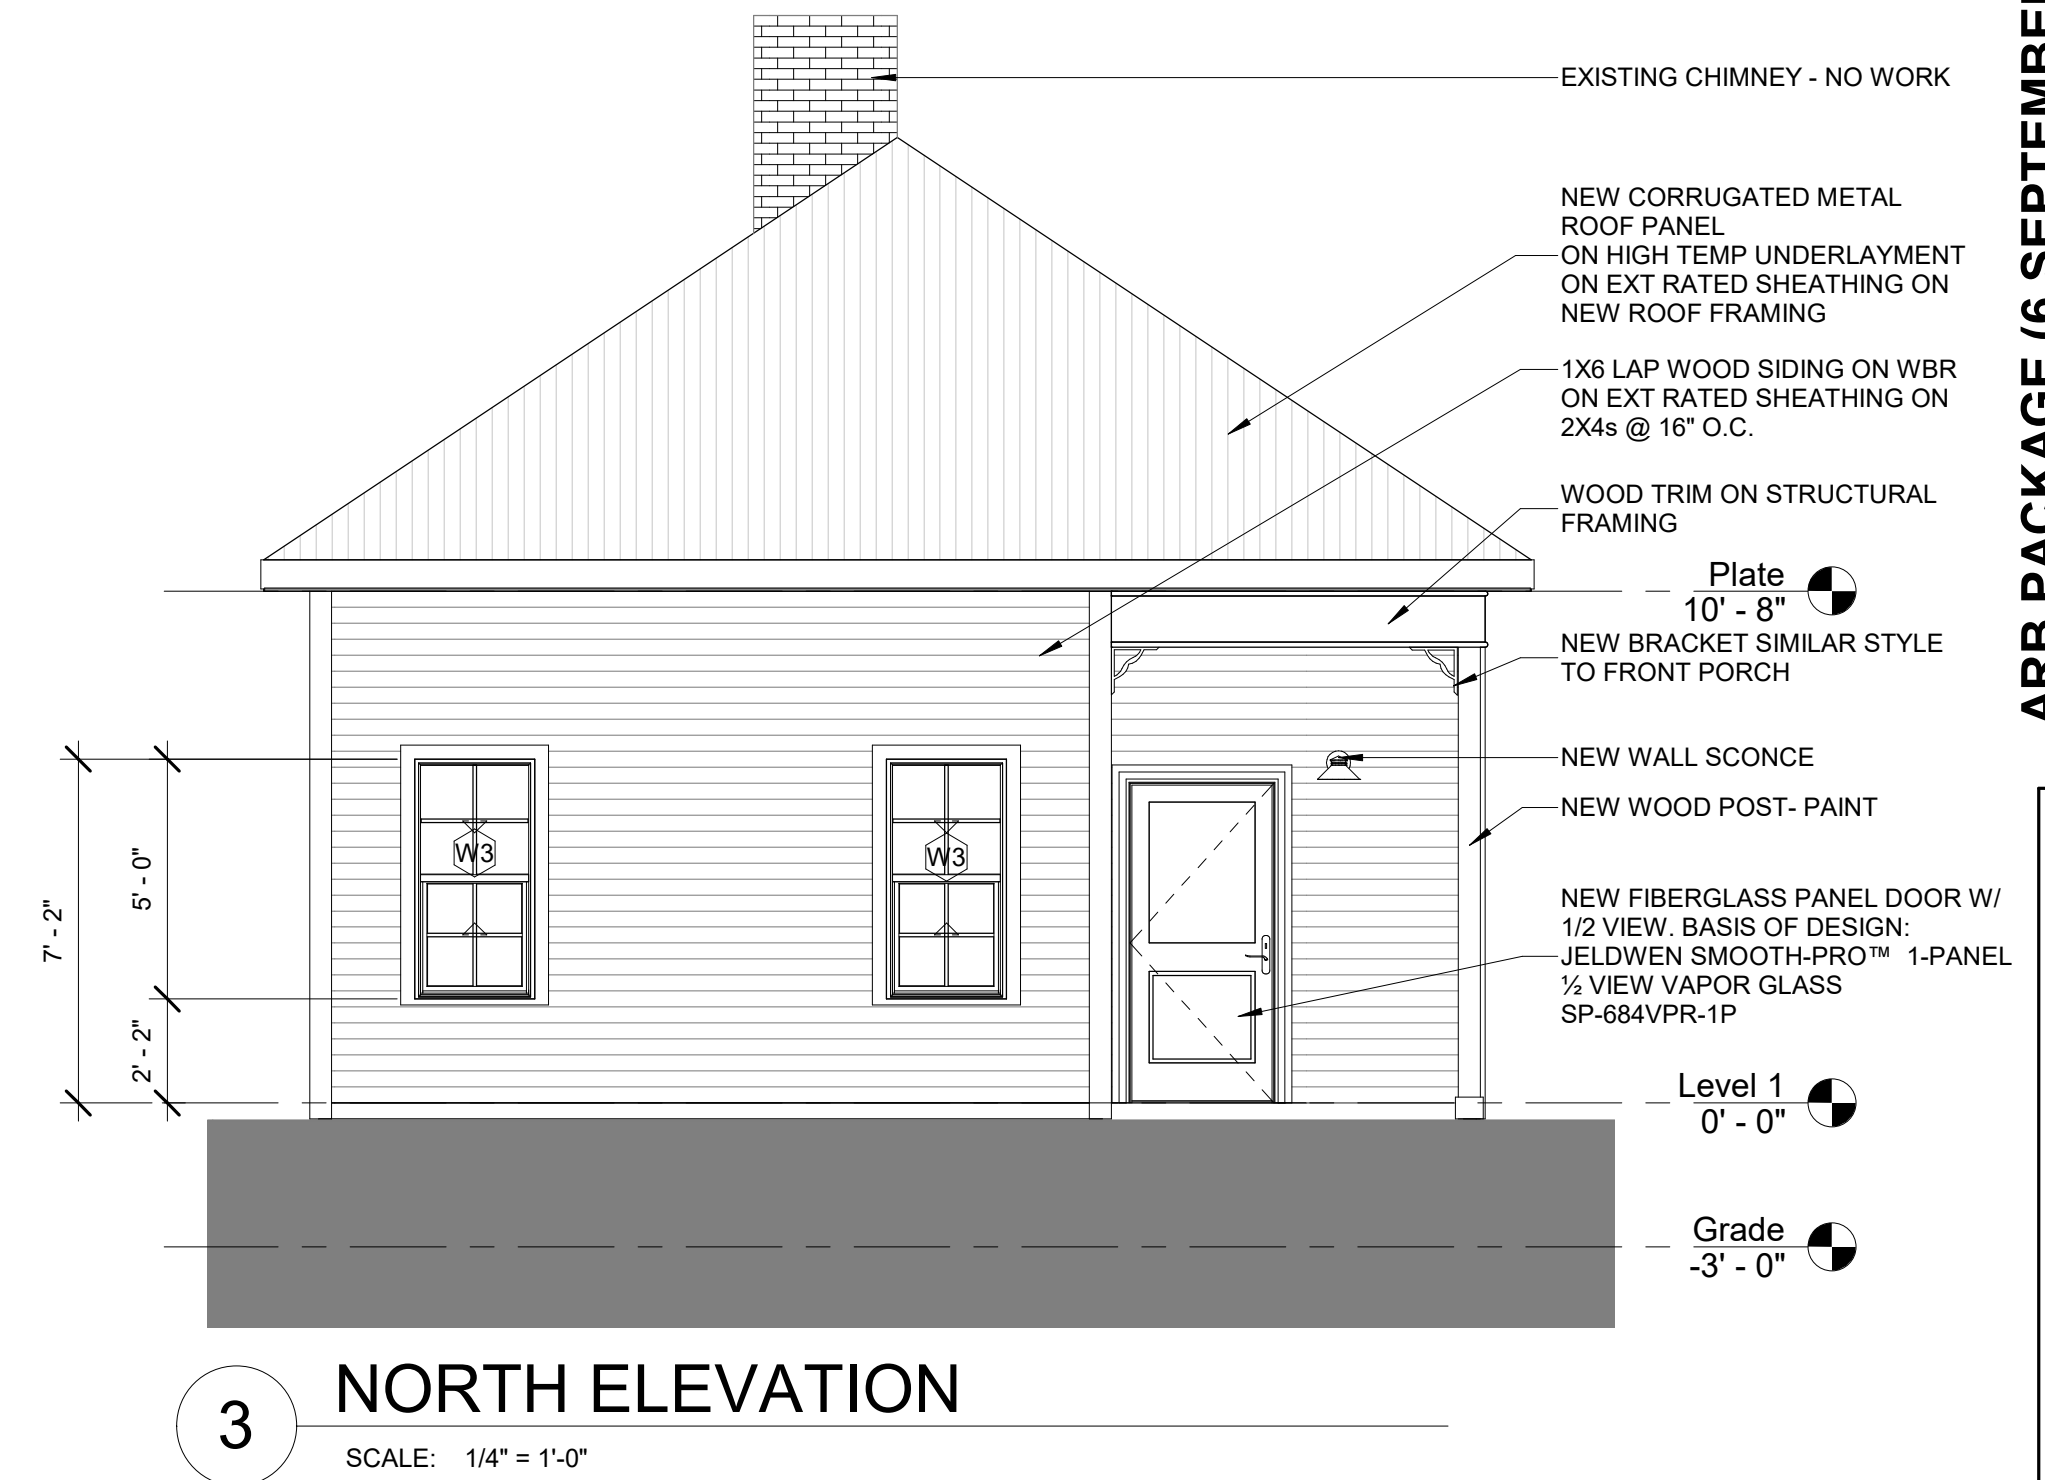 EXISTING CHIMNEY - NO WORK
NEW CORRUGATED METAL
ROOF PANEL
ON HIGH TEMP UNDERLAYMENT
ON EXT RATED SHEATHING ON
NEW ROOF FRAMING
1X6 LAP WOOD SIDING ON WBR
ON EXT RATED SHEATHING ON
2X4s @ 16" O.C.
WOOD TRIM ON STRUCTURAL
FRAMING
Plate
10' - 8"
NEW BRACKET SIMILAR STYLE
TO FRONT PORCH
NEW WALL SCONCE
NEW WOOD POST- PAINT
NEW FIBERGLASS PANEL DOOR W/
1/2 VIEW. BASIS OF DESIGN:
JELDWEN SMOOTH-PRO™ 1-PANEL
½ VIEW VAPOR GLASS
SP-684VPR-1P
Level 1
0' - 0"
Grade
-3' - 0"
7' - 2"
5' - 0"
2' - 2"
W3
W3
3
NORTH ELEVATION
SCALE: 1/4" = 1'-0"
PACKAGE (6